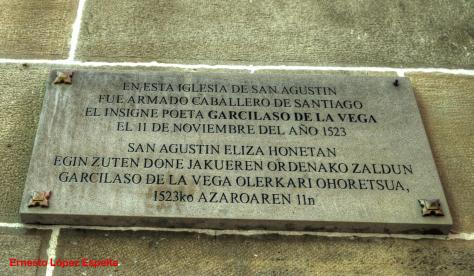 EN ESTA IGLESIA DE SAN AGUSTIN
FUE ARMADO CABALLERO DE SANTIAGO
EL INSIGNE POETA GARCILASO DE LA VEGA
EL 11 DE NOVIEMBRE DEL AÑO 1523
SAN AGUSTIN ELIZA HONETAN
EGIN ZUTEN DONE JAKUEREN ORDENAKO ZALDUN
GARCILASO DE LA VEGA OLERKARI OHORETSUA,
1523ko AZAROAREN 11n
Ernesto López Espelta